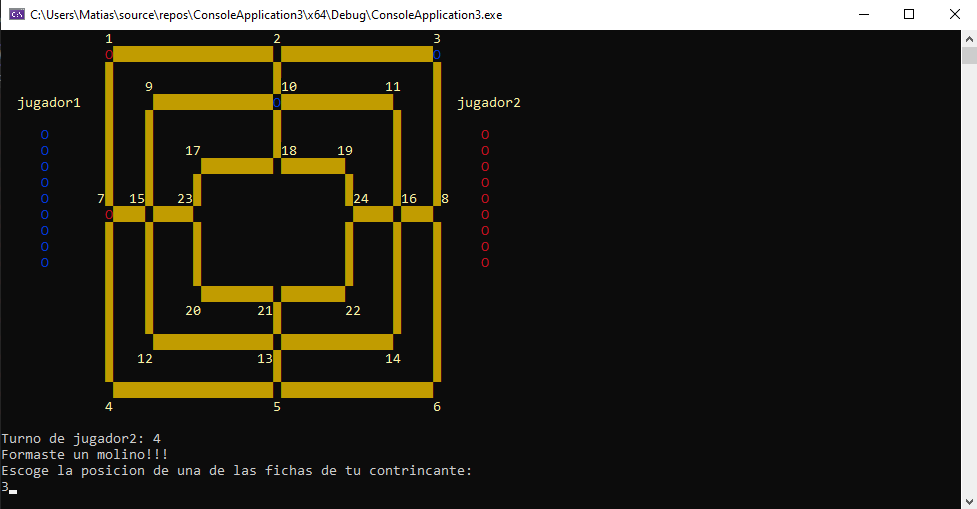 C:\Users\Matias\source\repos\ConsoleApplication3\x64\Debug\ConsoleApplication3.exe
1 2 3
O O
9 10 11
jugador1 O jugador2
O O
O O
17 18 19
O O
O O
7 15 23 24 16 8
O O
O
O O
O O
O O
20 21 22
12 13 14
4 5 6
Turno de jugador2: 4
Formaste un molino!!!
Escoge la posicion de una de las fichas de tu contrincante:
3